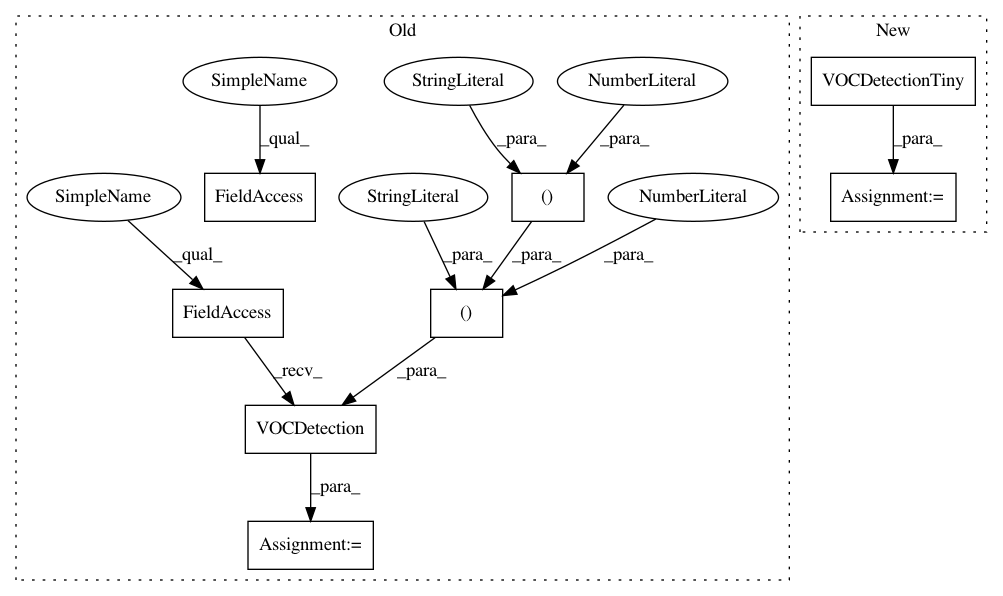 Old
New
SimpleName
StringLiteral
NumberLiteral
VOCDetectionTiny
_qual_
_para_
_para_
_para_
SimpleName
FieldAccess
StringLiteral
()
NumberLiteral
Assignment:=
_qual_
_para_
_para_
_para_
FieldAccess
()
_recv_
_para_
VOCDetection
_para_
Assignment:=